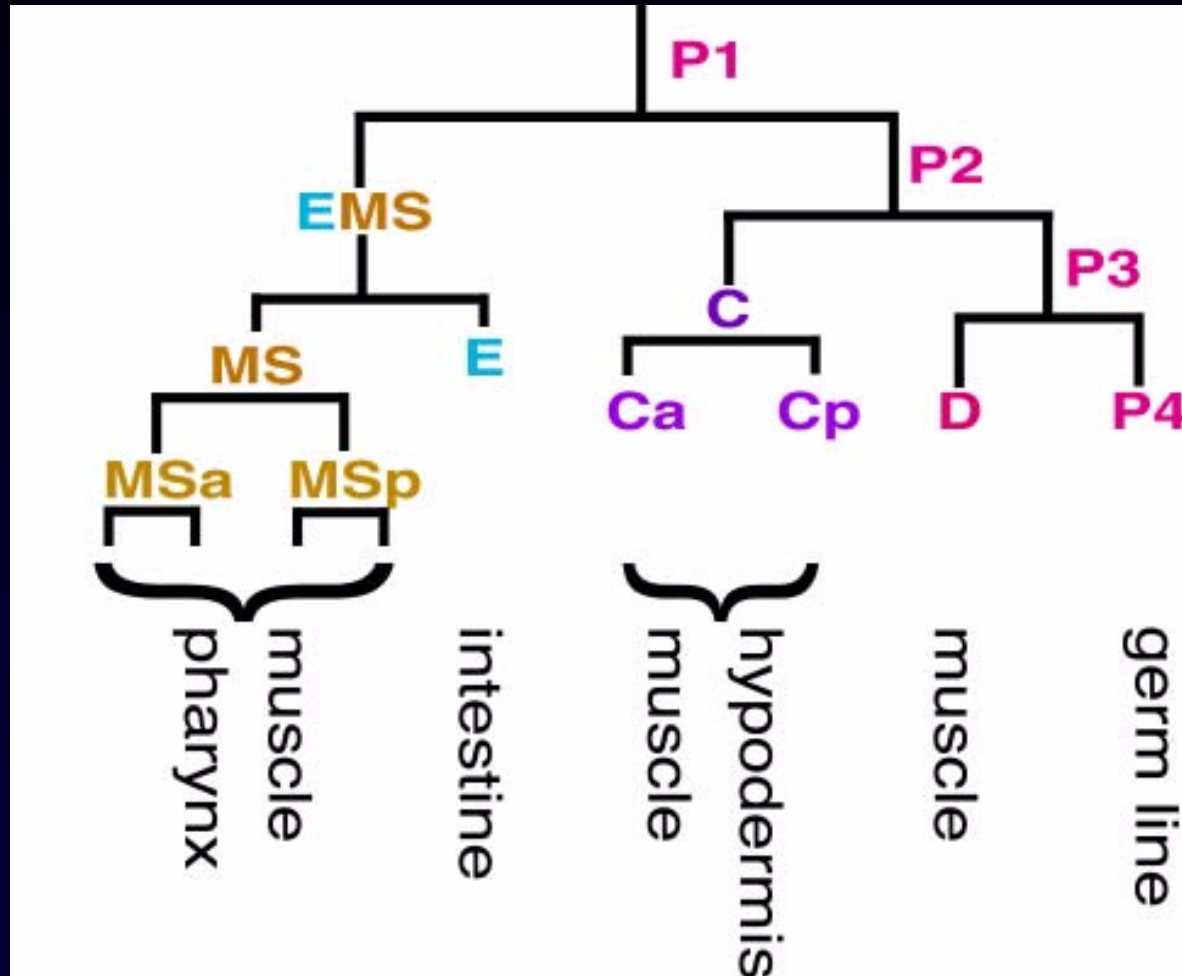 P1
P2
EMS
P3
C
MS
E
Ca
Cp
D
P4
MSa
MSp
pharynx
muscle
intestine
muscle
hypodermis
muscle
germ line